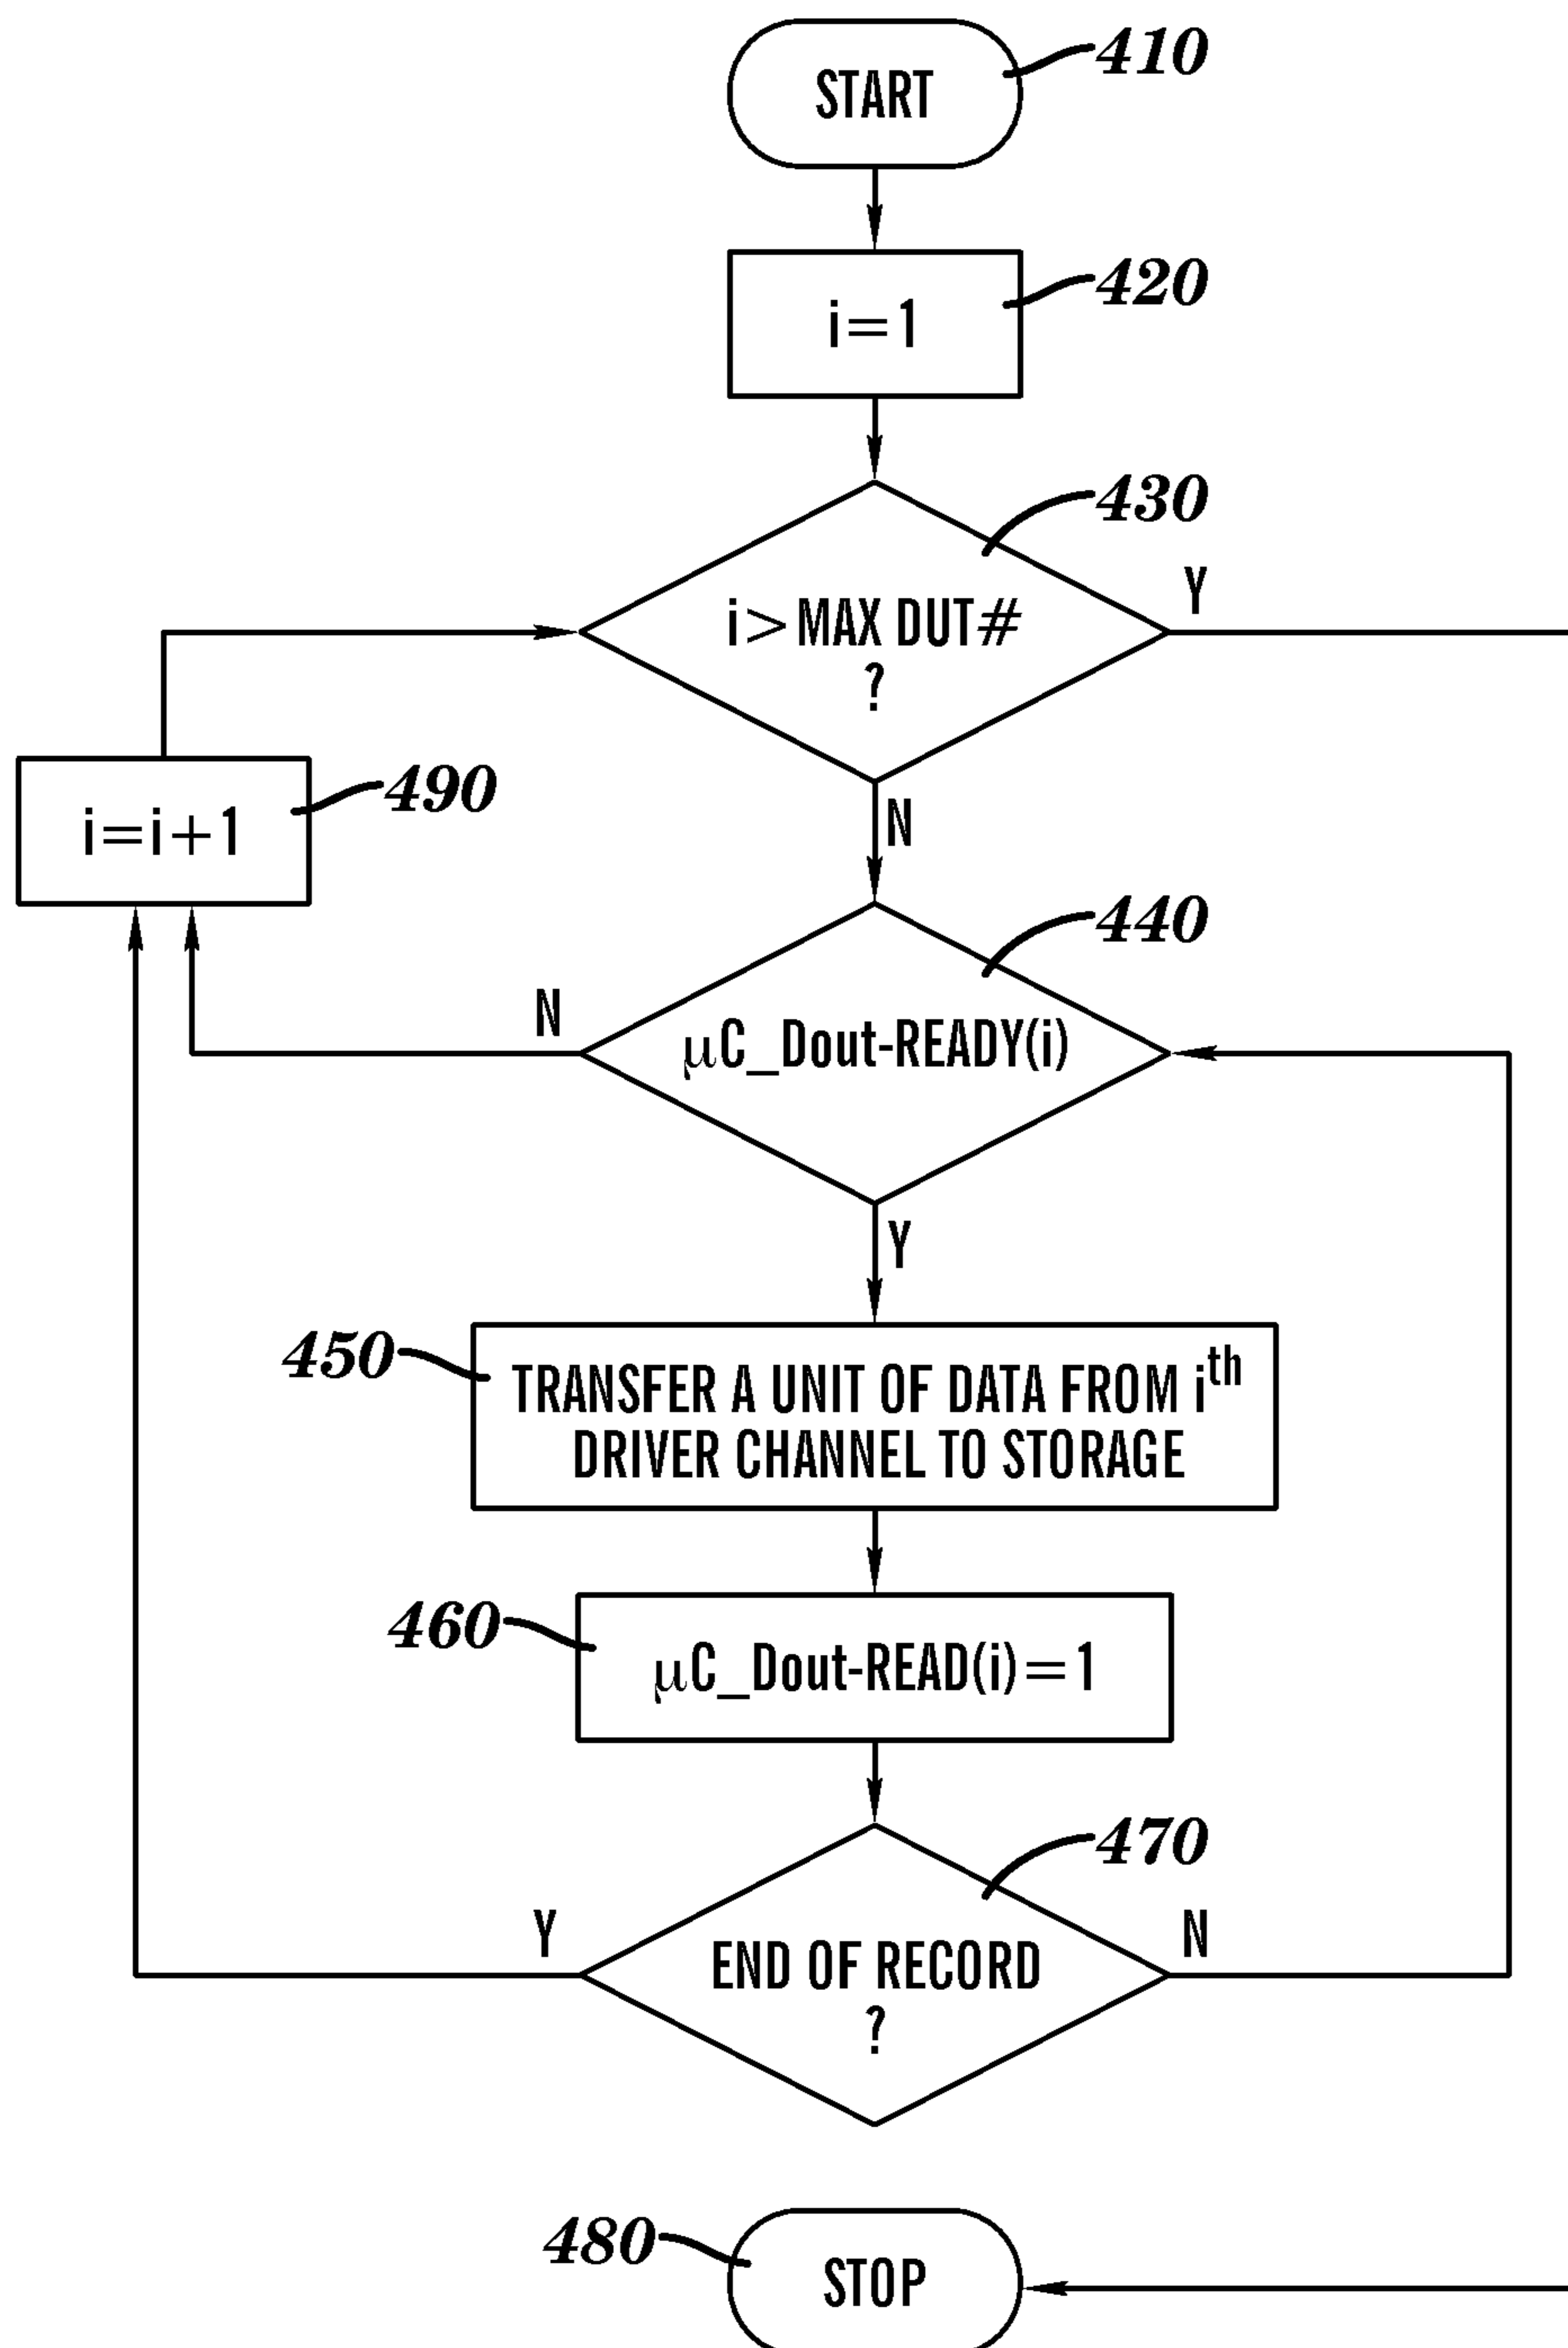 START
410
i=1
420
430
i>MAX DUT#
?
Y
N
i=i+1
490
440
N
µC_Dout-READY(i)
Y
450
TRANSFER A UNIT OF DATA FROM ith
DRIVER CHANNEL TO STORAGE
460
µC_Dout-READ(i)=1
470
Y
END OF RECORD
?
N
480
STOP